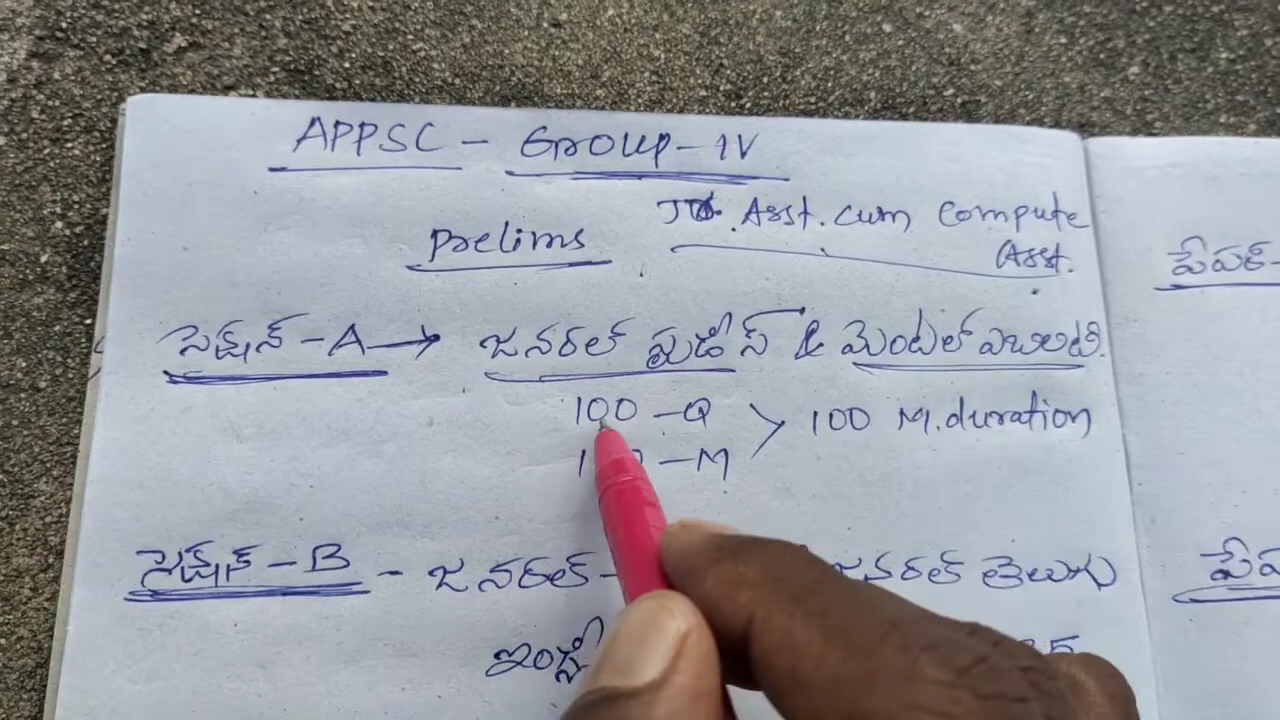 APPSC - Group-IV
Jr. Asst. cum Compute
Prelims
Asst.
పేపర్-
సెక్షన్-A → జనరల్ స్టడీస్ & మెంటల్ ఎబిలిటీ.
100 -Q > 100 M. duration
-M
సెక్షన్-B - జనరల్- జనరల్ తెలుగు